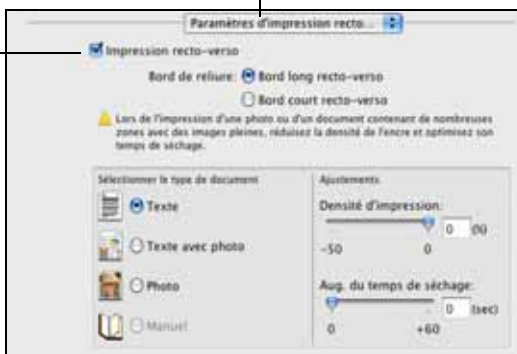 Paramètres d'impression recto...
Impression recto-verso
Bord de reliure: Bord long recto-verso
Bord court recto-verso
Lors de l'impression d'une photo ou d'un document contenant de nombreuses
zones avec des images pleines, réduisez la densité de l'encre et optimisez son
temps de séchage.
Sélectionner le type de document
Texte
Texte avec photo
Photo
Manuel
Ajustements
Densité d'impression:
0 (%)
-50 0
Aug. du temps de séchage:
0 (sec)
0 +60